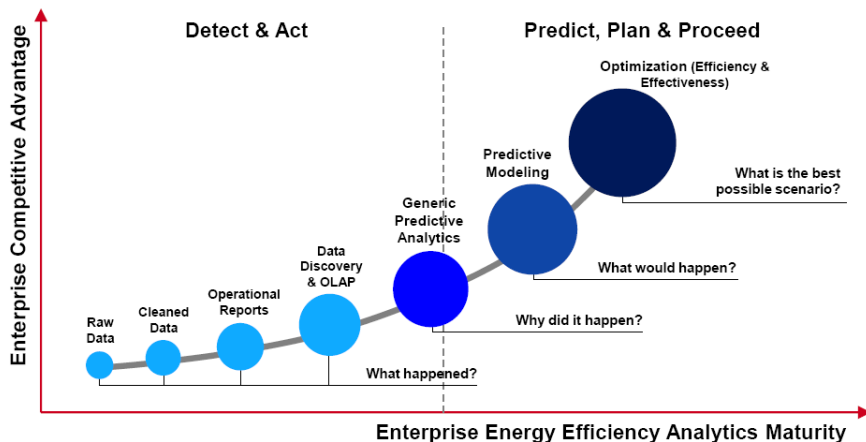 Detect & Act
Predict, Plan & Proceed
Optimization (Efficiency &
Effectiveness)
Predictive
Modeling
What is the best
possible scenario?
Generic
Predictive
Analytics
Data
Discovery
& OLAP
What would happen?
Operational
Reports
Cleaned
Data
Raw
Data
Why did it happen?
What happened?
Enterprise Competitive Advantage
Enterprise Energy Efficiency Analytics Maturity